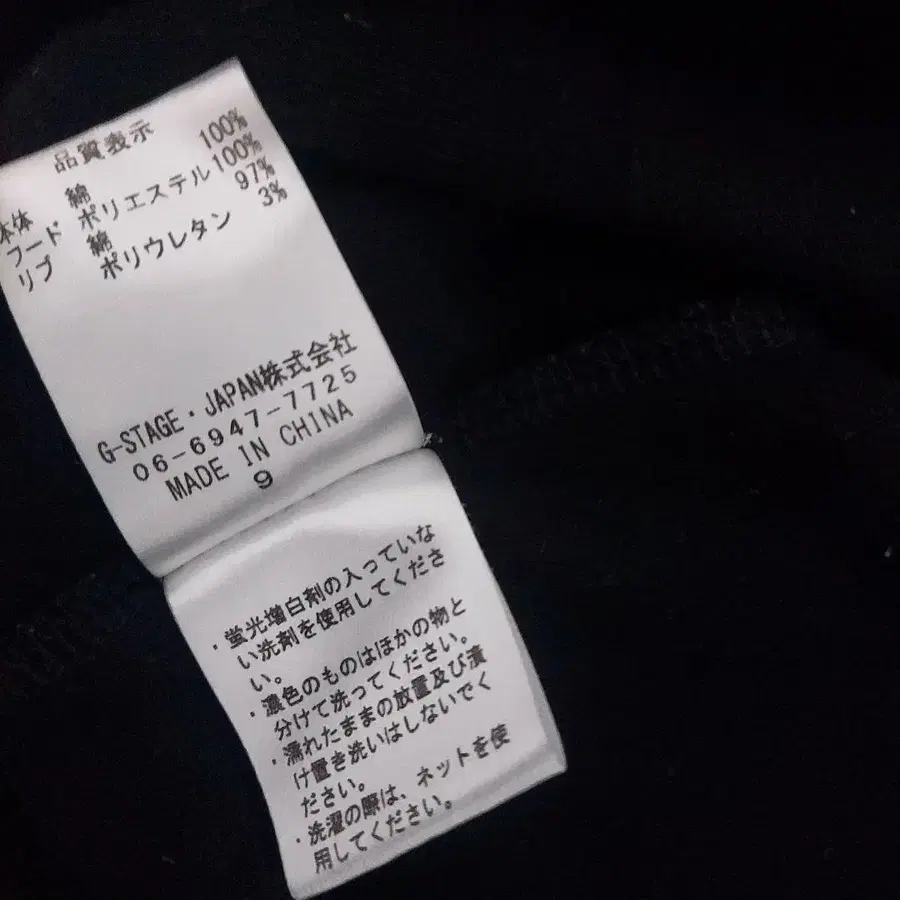 品質表示
本体 綿 100%
フード ポリエステル 100%
リブ 綿 97%
ポリウレタン 3%
G-STAGE・JAPAN株式会社
06-6947-7725
MADE IN CHINA
9
・蛍光増白剤の入っていな
い洗剤を使用してくださ
い。
・濃色のものはほかの物と
分けて洗ってください。
・濡れたままの放置及び漬
け置き洗いはしないでく
ださい。
・洗濯の際は、ネットを使
用してください。